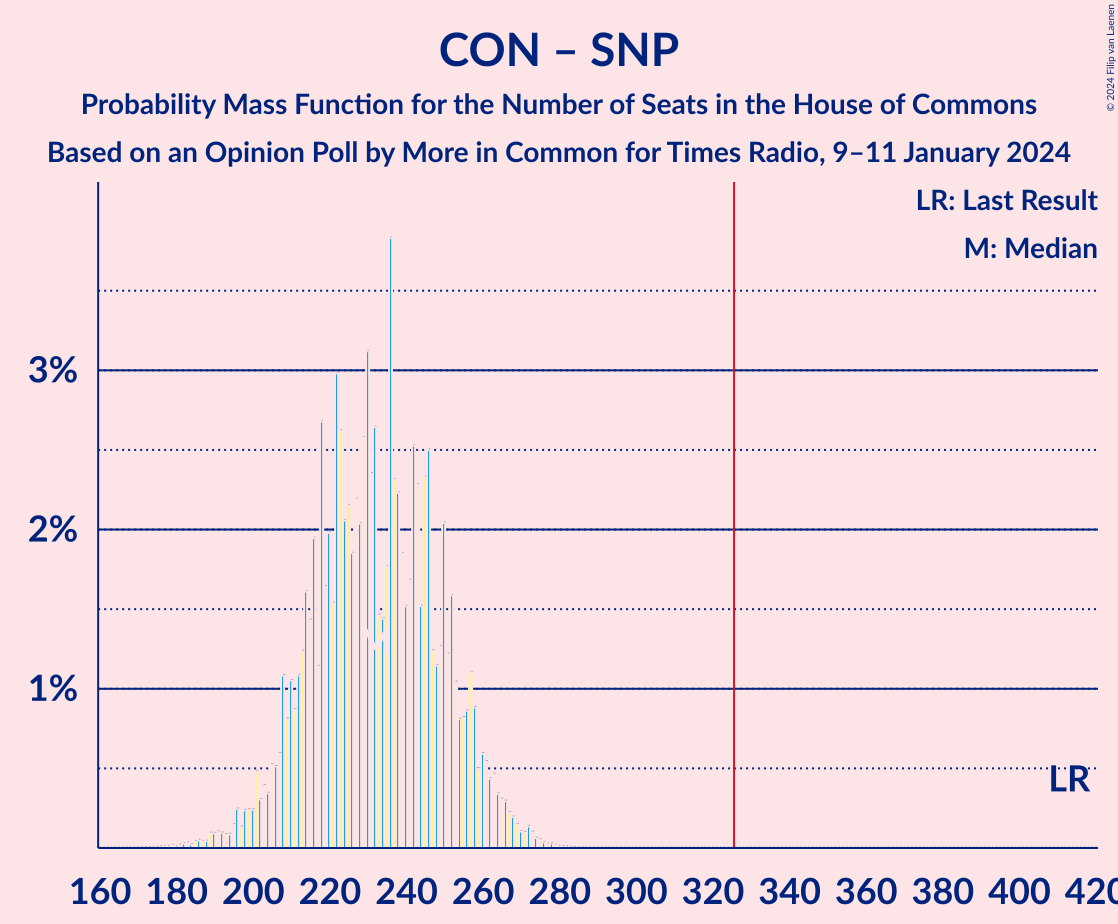 CON – SNP
Probability Mass Function for the Number of Seats in the House of Commons
Based on an Opinion Poll by More in Common for Times Radio, 9–11 January 2024
© 2024 Filip van Laenen
LR: Last Result
M: Median
3%
2%
1%
LR
160 180 200 220 240 260 280 300 320 340 360 380 400 420